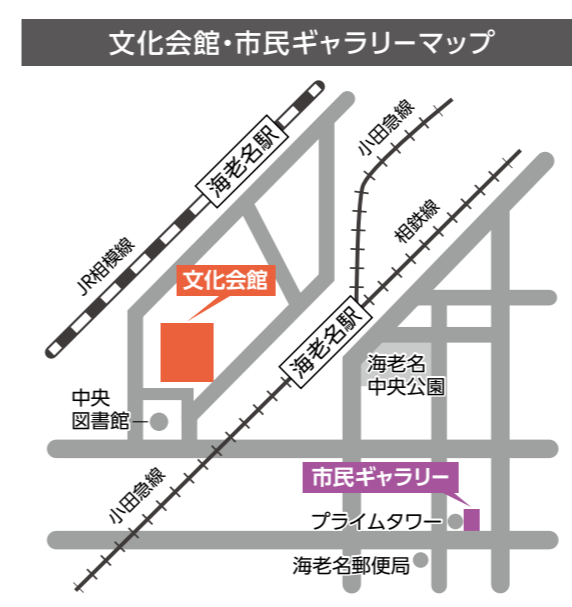 文化会館・市民ギャラリーマップ
小田急線
海老名駅
相鉄線
JR相模線
文化会館
海老名駅
海老名
中央公園
中央
図書館
市民ギャラリー
小田急線
プライムタワー
海老名郵便局